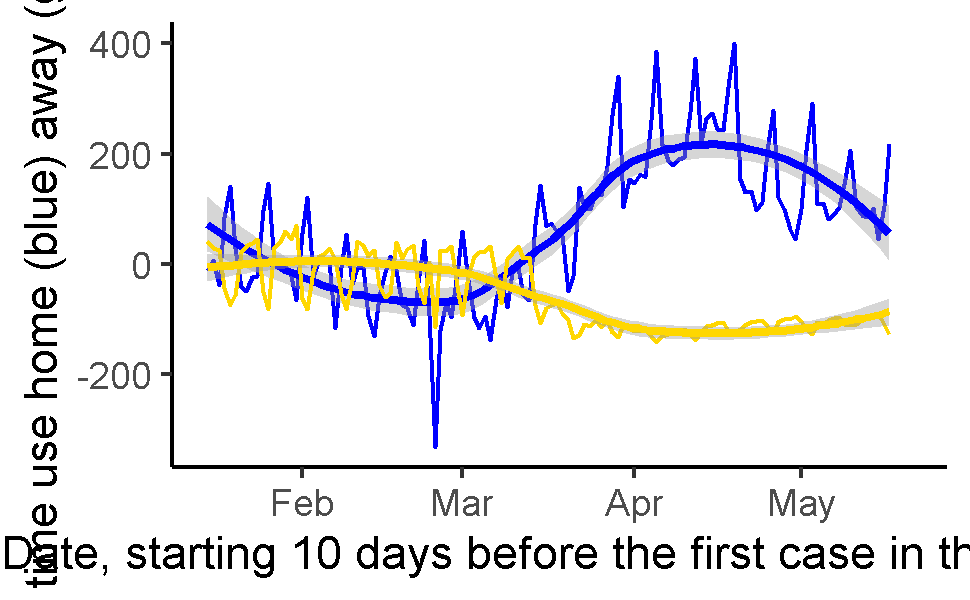 time use home (blue) away (
400
200
0
-200
Feb Mar Apr May
Date, starting 10 days before the first case in th